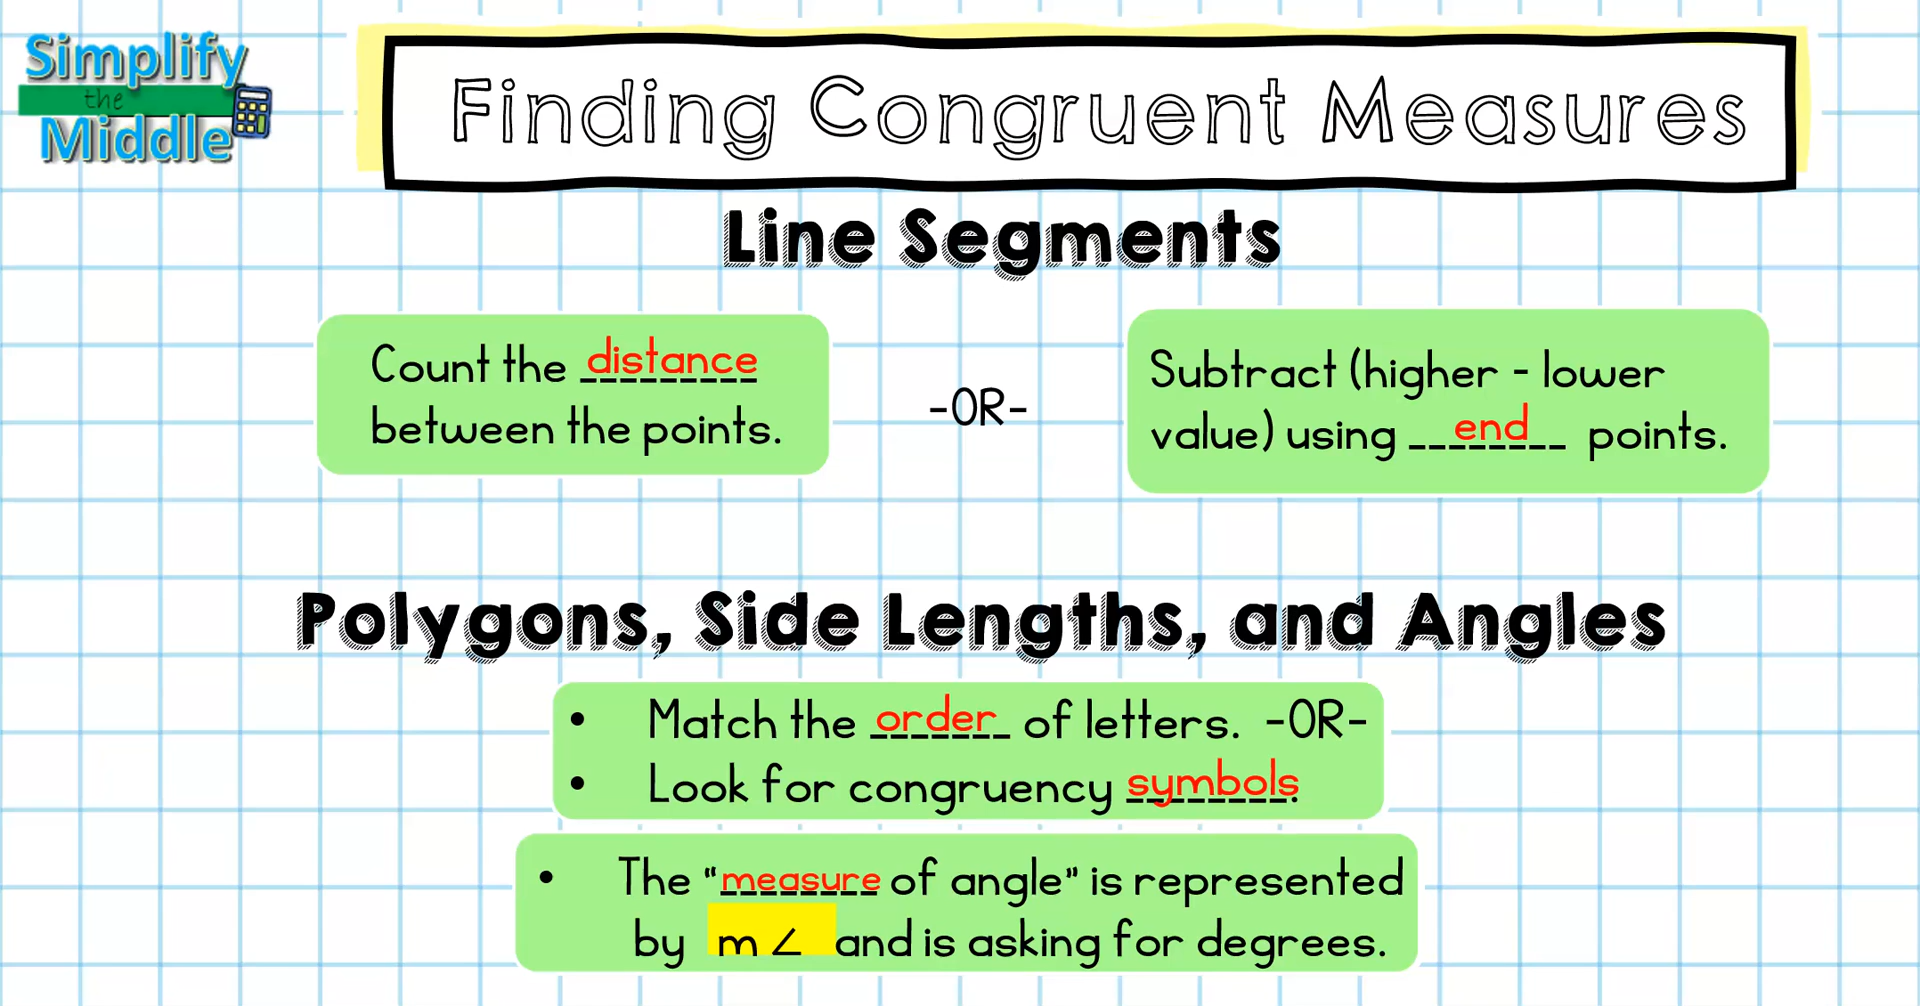 Simplify
the
Middle
Finding Congruent Measures
Line Segments
Count the distance
between the points.
-OR-
Subtract (higher - lower
value) using end points.
Polygons, Side Lengths, and Angles
• Match the order of letters. -OR-
• Look for congruency symbols.
• The "measure of angle" is represented
by m∠ and is asking for degrees.